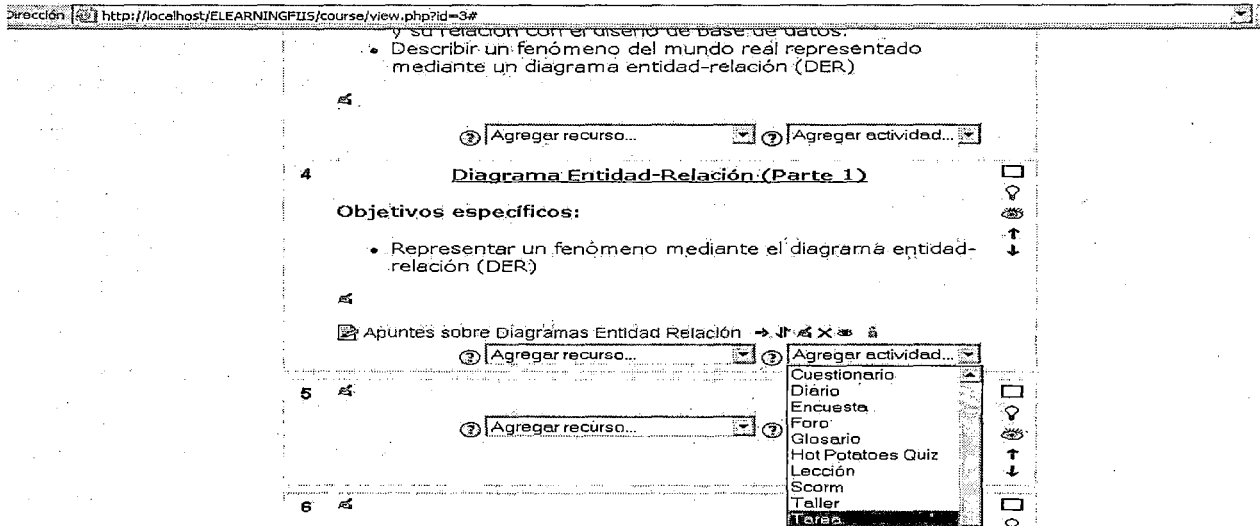 Dirección http://localhost/ELEARNINGFIIS/course/view.php?id=3#
y su relación con el diseño de base de datos.
• Describir un fenómeno del mundo real representado
mediante un diagrama entidad-relación (DER)
Agregar recurso... Agregar actividad...
4 Diagrama Entidad-Relación (Parte 1)
Objetivos específicos:
• Representar un fenómeno mediante el diagrama entidad-
relación (DER)
Apuntes sobre Diagramas Entidad Relación
Agregar recurso... Agregar actividad...
Cuestionario
5 Diario
Encuesta
Agregar recurso... Foro
Glosario
Hot Potatoes Quiz
Lección
Scorm
6 Taller
Tarea